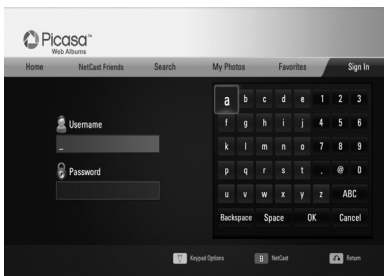 Picasa™
Web Albums
Home NetCast Friends Search My Photos Favorites Sign In
a b c d e 1 2 3
Username f g h i j 4 5 6
_ k l m n o 7 8 9
Password p q r s t . @ 0
u v w x y z ABC
Backspace Space OK Cancel
Keypad Options B NetCast Return